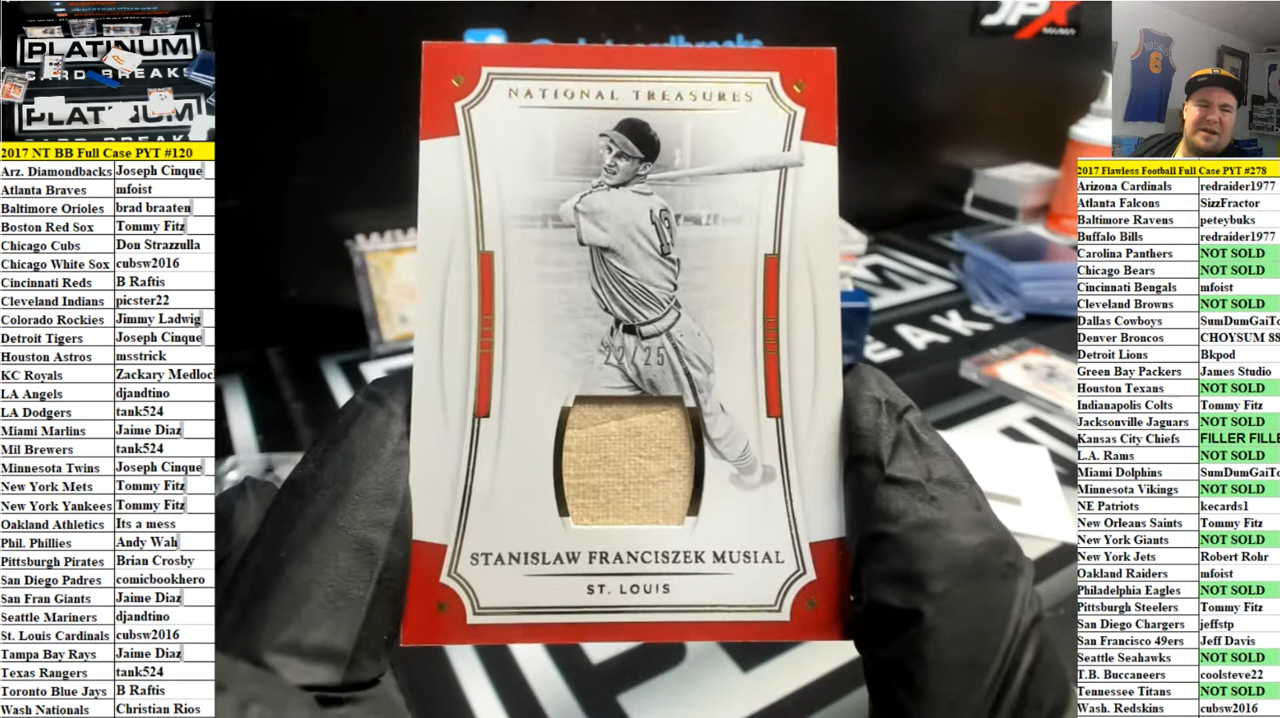 PLATINUM
CARD BREAKS
PLATINUM
2017 NT BB Full Case PYT #120
Arz. Diamondbacks Joseph Cinque
Atlanta Braves mfoist
Baltimore Orioles brad braaten
Boston Red Sox Tommy Fitz
Chicago Cubs Don Strazzulla
Chicago White Sox cubsw2016
Cincinnati Reds B Raftis
Cleveland Indians picster22
Colorado Rockies Jimmy Ladwig
Detroit Tigers Joseph Cinque
Houston Astros msstrick
KC Royals Zackary Medloc
LA Angels djandtino
LA Dodgers tank524
Miami Marlins Jaime Diaz
Mil Brewers tank524
Minnesota Twins Joseph Cinque
New York Mets Tommy Fitz
New York Yankees Tommy Fitz
Oakland Athletics Its a mess
Phil. Phillies Andy Wah
Pittsburgh Pirates Brian Crosby
San Diego Padres comicbookhero
San Fran Giants Jaime Diaz
Seattle Mariners djandtino
St. Louis Cardinals cubsw2016
Tampa Bay Rays Jaime Diaz
Texas Rangers tank524
Toronto Blue Jays B Raftis
Wash Nationals Christian Rios
NATIONAL TREASURES
22/25
STANISLAW FRANCISZEK MUSIAL
ST. LOUIS
JPX
EAKS
6
2017 Flawless Football Full Case PYT #278
Arizona Cardinals redraider1977
Atlanta Falcons SizzFractor
Baltimore Ravens peteybuks
Buffalo Bills redraider1977
Carolina Panthers NOT SOLD
Chicago Bears NOT SOLD
Cincinnati Bengals mfoist
Cleveland Browns NOT SOLD
Dallas Cowboys SumDumGaiTo
Denver Broncos CHOYSUM 88
Detroit Lions Bkpod
Green Bay Packers James Studio
Houston Texans NOT SOLD
Indianapolis Colts Tommy Fitz
Jacksonville Jaguars NOT SOLD
Kansas City Chiefs FILLER FILLE
L.A. Rams NOT SOLD
Miami Dolphins SumDumGaiTo
Minnesota Vikings NOT SOLD
NE Patriots kecards1
New Orleans Saints Tommy Fitz
New York Giants NOT SOLD
New York Jets Robert Rohr
Oakland Raiders mfoist
Philadelphia Eagles NOT SOLD
Pittsburgh Steelers Tommy Fitz
San Diego Chargers jeffstp
San Francisco 49ers Jeff Davis
Seattle Seahawks NOT SOLD
T.B. Buccaneers coolsteve22
Tennessee Titans NOT SOLD
Wash. Redskins cubsw2016